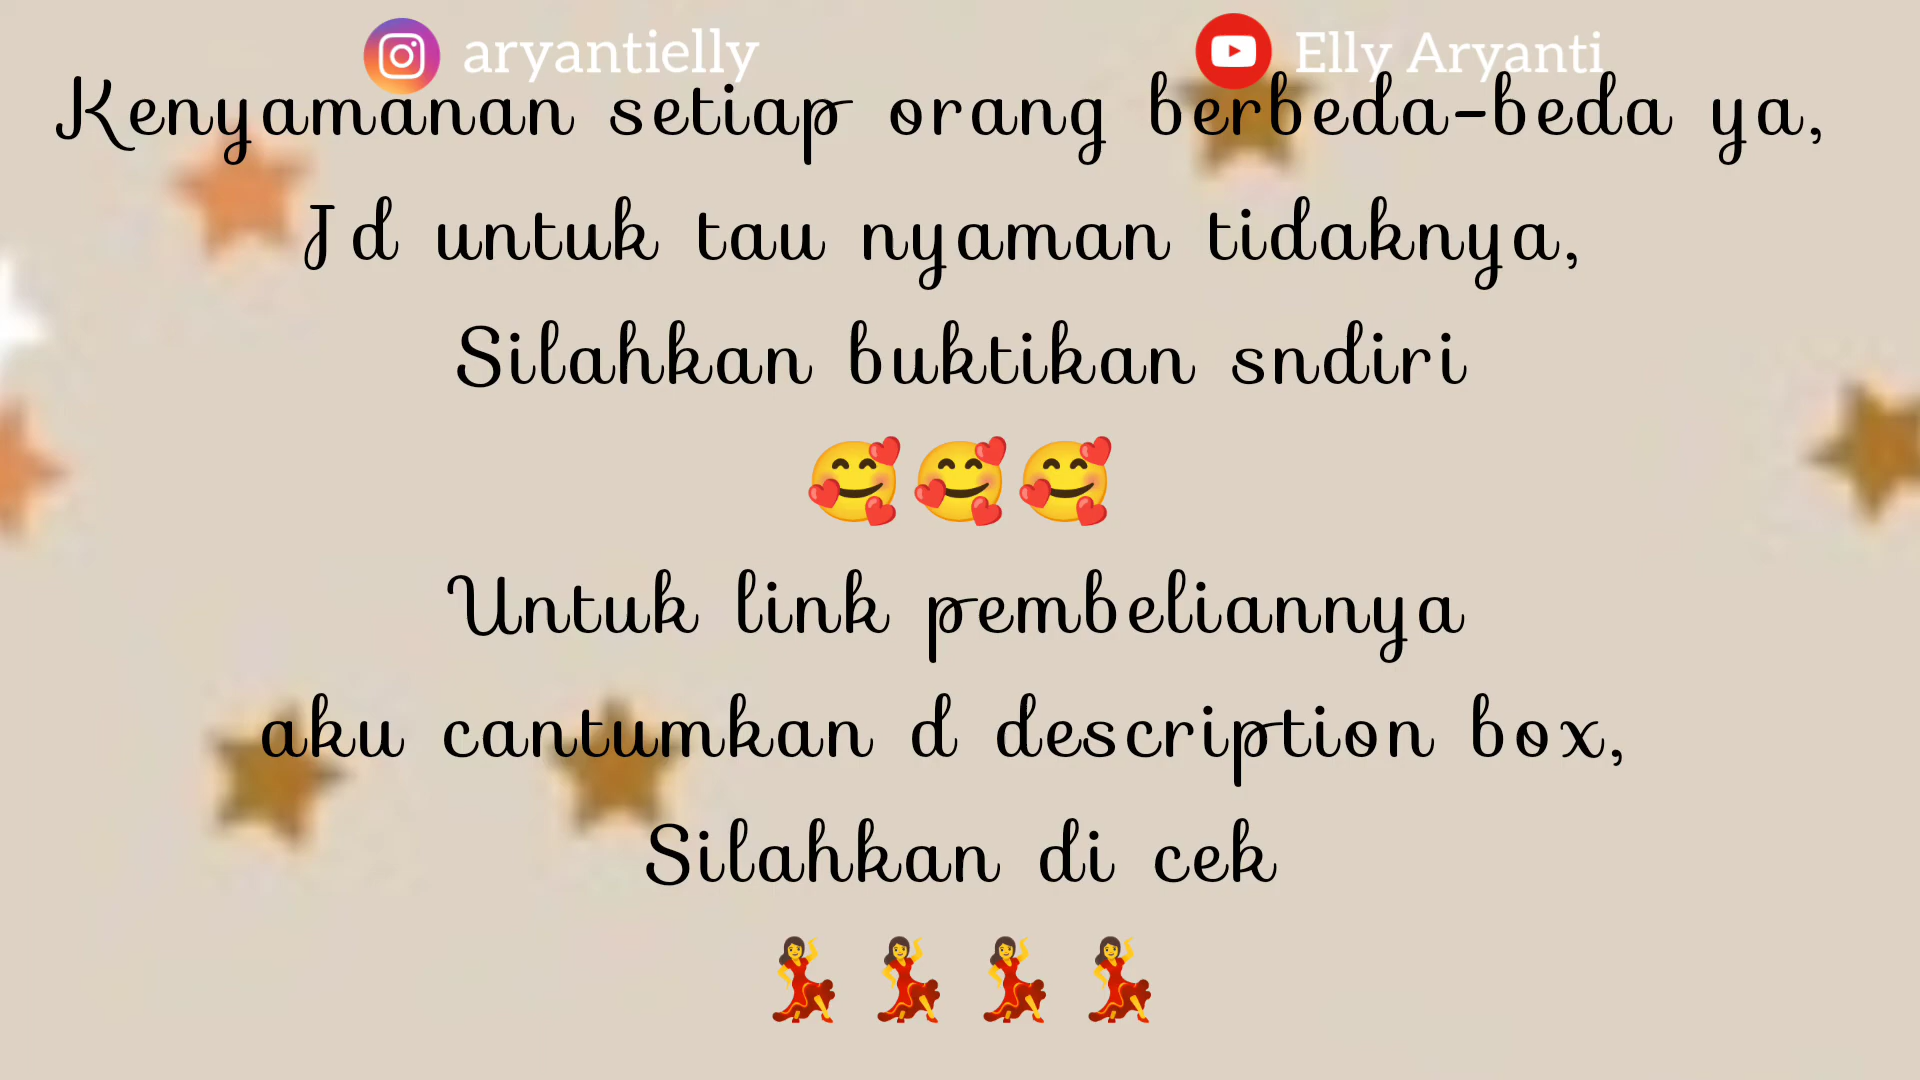 aryantielly
Elly Aryanti
Kenyamanan setiap orang berbeda-beda ya,
Jd untuk tau nyaman tidaknya,
Silahkan buktikan sndiri
🥰🥰🥰
Untuk link pembeliannya
aku cantumkan d description box,
Silahkan di cek
💃💃💃💃